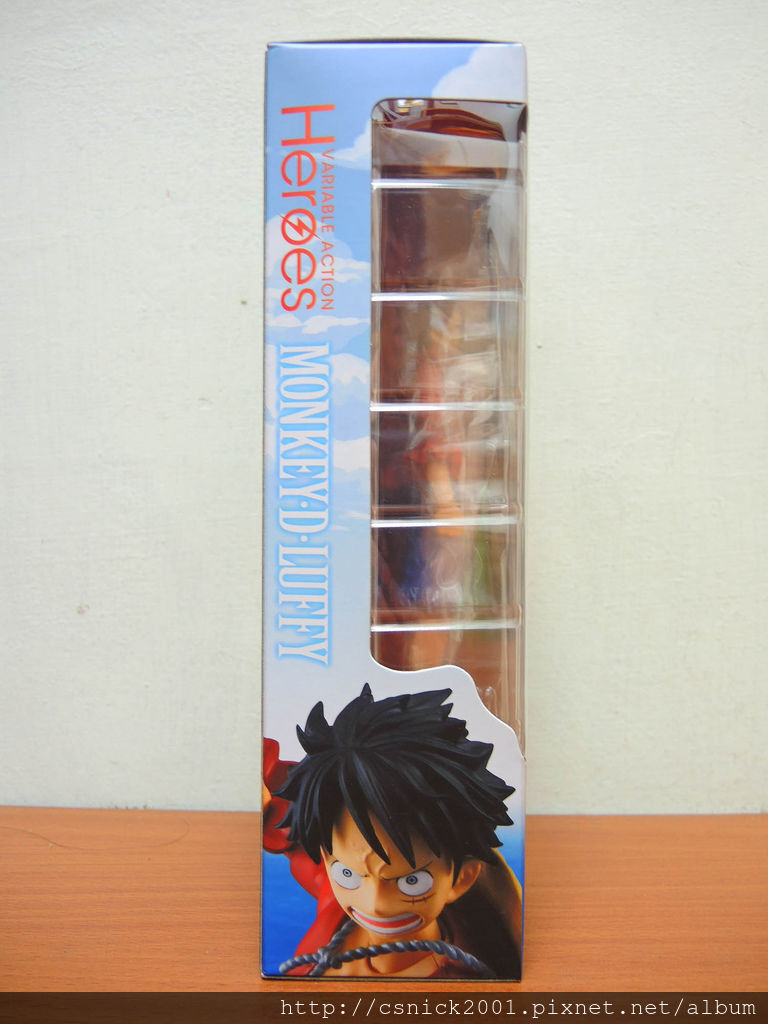 VARIABLE ACTION
Heroes
MONKEY·D·LUFFY
http://csnick2001.pixnet.net/album